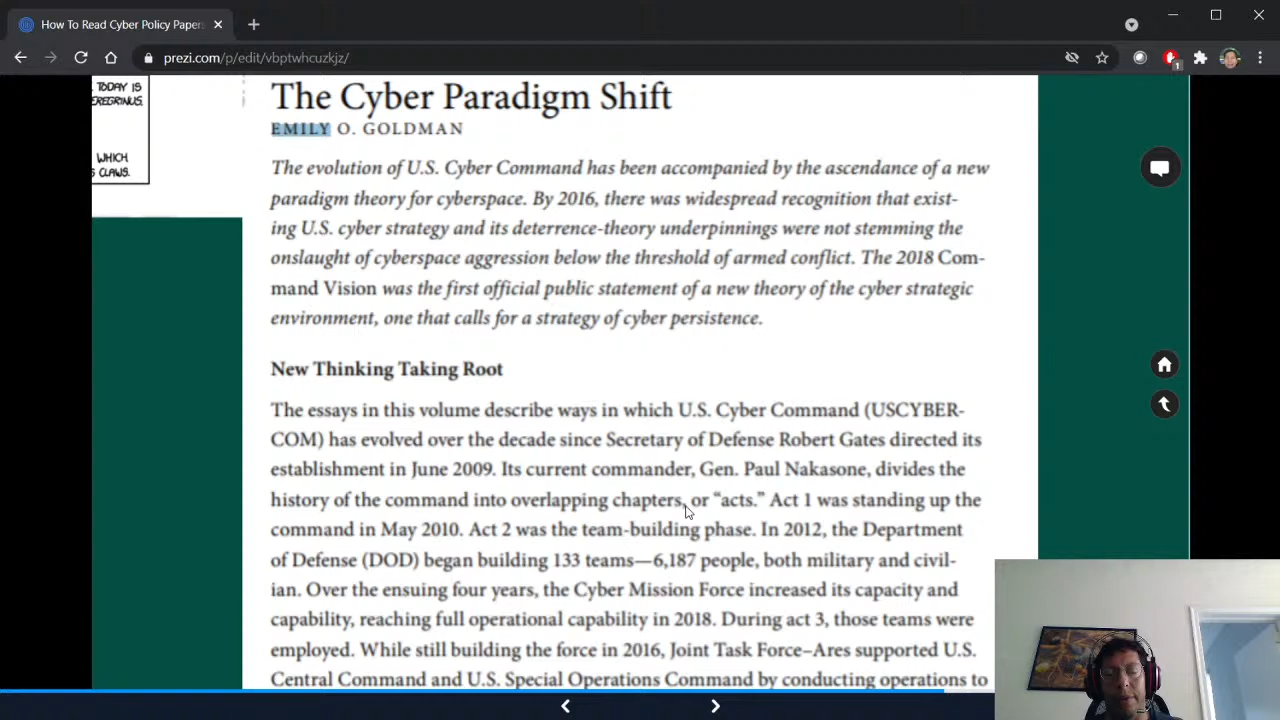 How To Read Cyber Policy Paper
prezi.com/p/edit/vbptwhcuzkjz/
1
TODAY IS
EREGRINUS.
WHICH
CLAWS.
The Cyber Paradigm Shift
EMILY O. GOLDMAN
The evolution of U.S. Cyber Command has been accompanied by the ascendance of a new
paradigm theory for cyberspace. By 2016, there was widespread recognition that exist-
ing U.S. cyber strategy and its deterrence-theory underpinnings were not stemming the
onslaught of cyberspace aggression below the threshold of armed conflict. The 2018 Com-
mand Vision was the first official public statement of a new theory of the cyber strategic
environment, one that calls for a strategy of cyber persistence.
New Thinking Taking Root
The essays in this volume describe ways in which U.S. Cyber Command (USCYBER-
COM) has evolved over the decade since Secretary of Defense Robert Gates directed its
establishment in June 2009. Its current commander, Gen. Paul Nakasone, divides the
history of the command into overlapping chapters, or “acts.” Act 1 was standing up the
command in May 2010. Act 2 was the team-building phase. In 2012, the Department
of Defense (DOD) began building 133 teams—6,187 people, both military and civil-
ian. Over the ensuing four years, the Cyber Mission Force increased its capacity and
capability, reaching full operational capability in 2018. During act 3, those teams were
employed. While still building the force in 2016, Joint Task Force–Ares supported U.S.
Central Command and U.S. Special Operations Command by conducting operations to